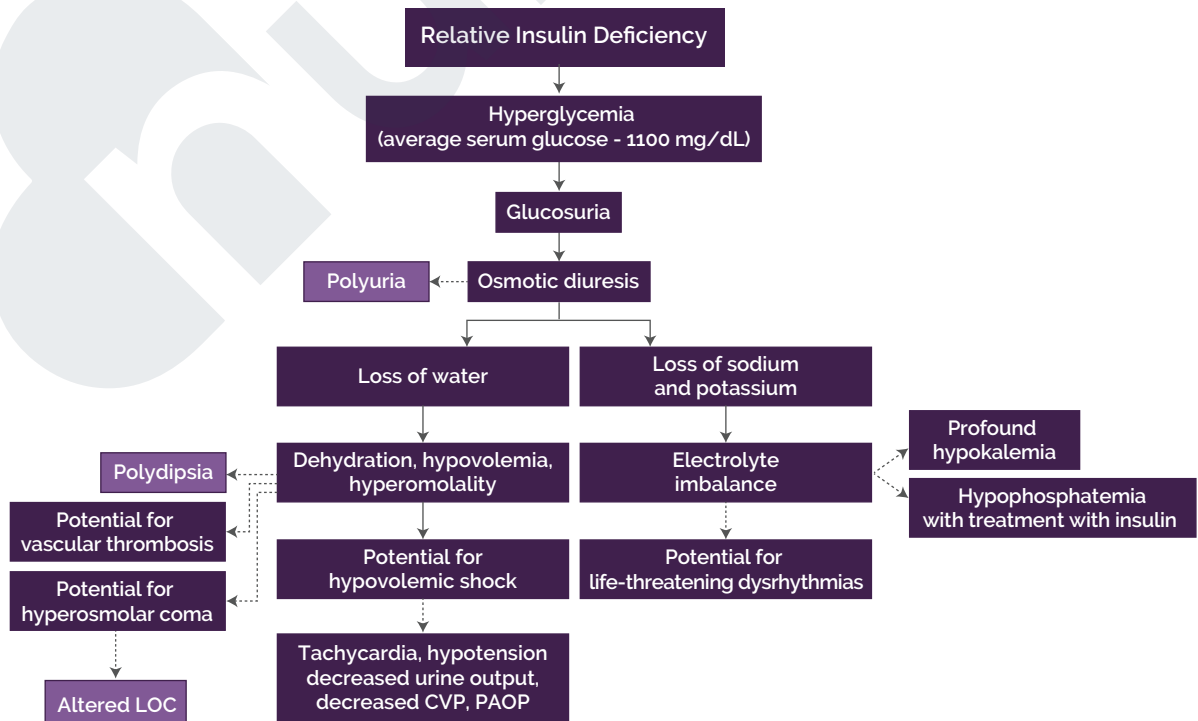 Relative Insulin Deficiency
Hyperglycemia
(average serum glucose - 1100 mg/dL)
Glucosuria
Polyuria
Osmotic diuresis
Loss of water
Loss of sodium
and potassium
Polydipsia
Dehydration, hypovolemia,
hyperomolality
Electrolyte
imbalance
Profound
hypokalemia
Hypophosphatemia
with treatment with insulin
Potential for
vascular thrombosis
Potential for
hypovolemic shock
Potential for
life-threatening dysrhythmias
Potential for
hyperosmolar coma
Tachycardia, hypotension
decreased urine output,
decreased CVP, PAOP
Altered LOC